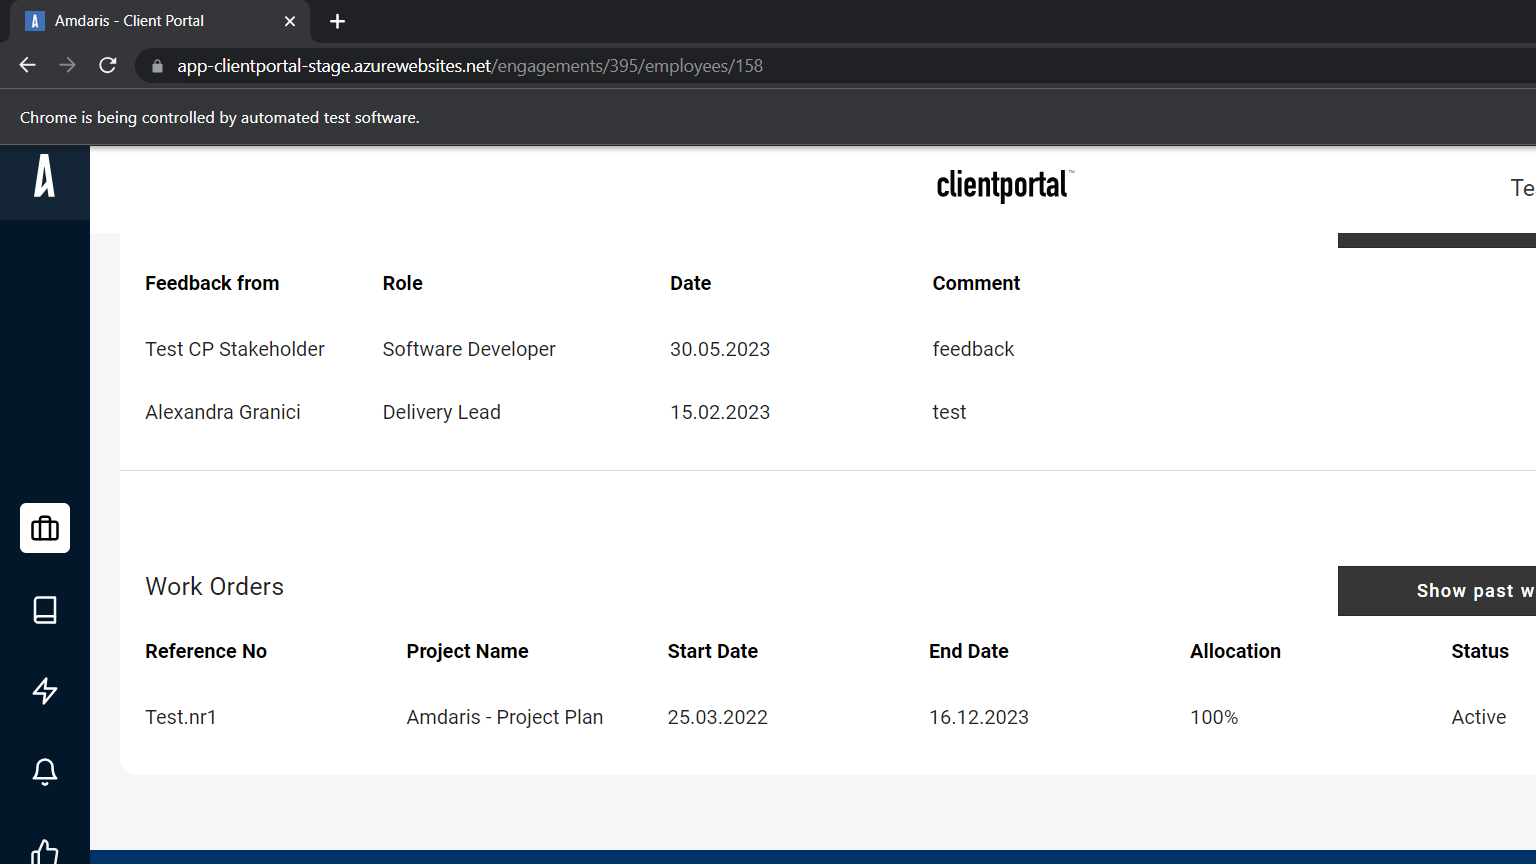 Amdaris - Client Portal
app-clientportal-stage.azurewebsites.net/engagements/395/employees/158
Chrome is being controlled by automated test software.
clientportal™
Te
Feedback from Role Date Comment
Test CP Stakeholder Software Developer 30.05.2023 feedback
Alexandra Granici Delivery Lead 15.02.2023 test
Work Orders
Show past w
Reference No Project Name Start Date End Date Allocation Status
Test.nr1 Amdaris - Project Plan 25.03.2022 16.12.2023 100% Active